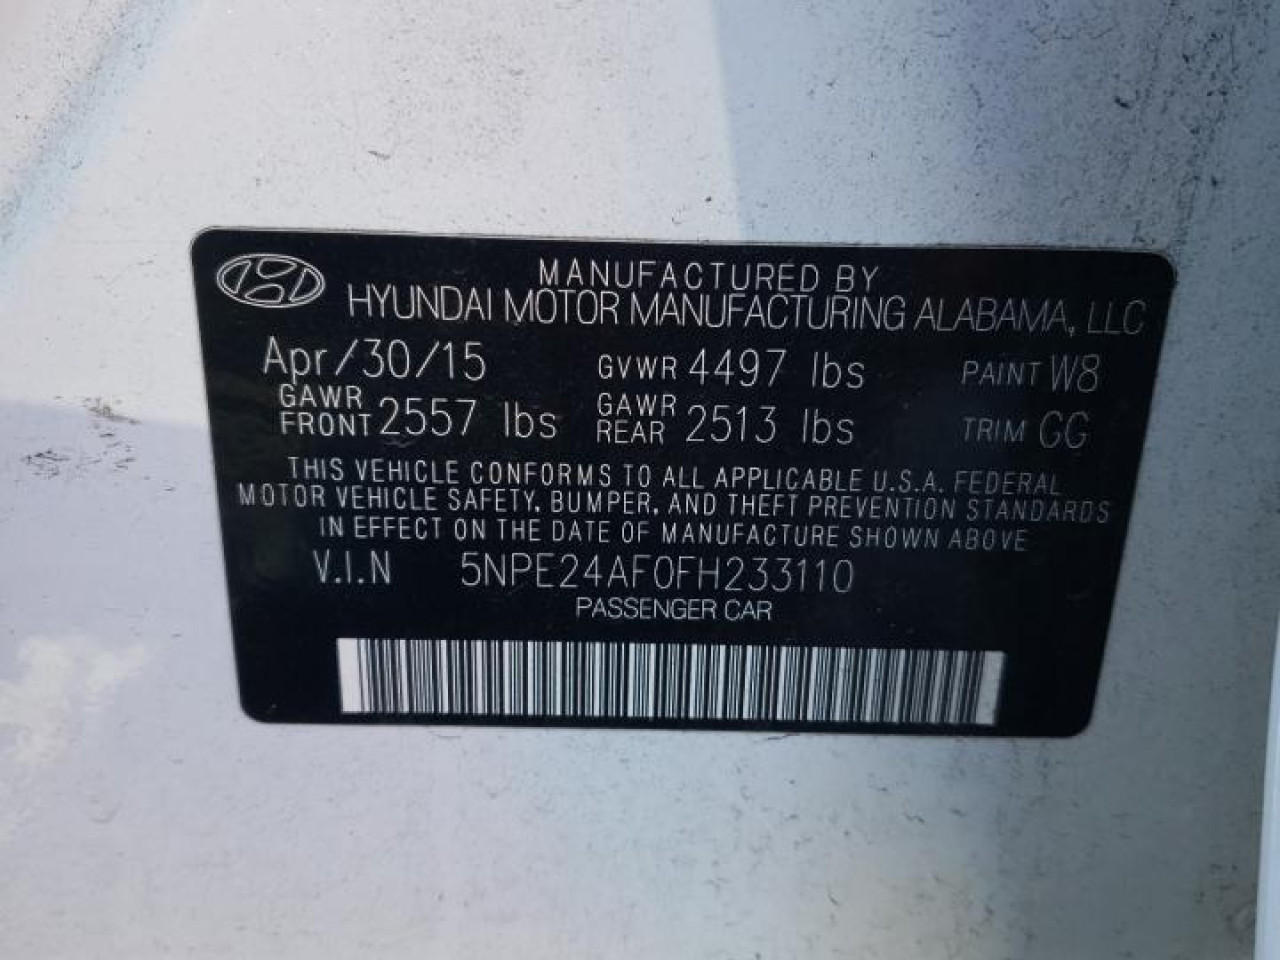 MANUFACTURED BY
HYUNDAI MOTOR MANUFACTURING ALABAMA, LLC
Apr/30/15 GVWR 4497 lbs PAINT W8
GAWR FRONT 2557 lbs GAWR REAR 2513 lbs TRIM GG
THIS VEHICLE CONFORMS TO ALL APPLICABLE U.S.A. FEDERAL
MOTOR VEHICLE SAFETY, BUMPER, AND THEFT PREVENTION STANDARDS
IN EFFECT ON THE DATE OF MANUFACTURE SHOWN ABOVE
V.I.N 5NPE24AF0FH233110
PASSENGER CAR